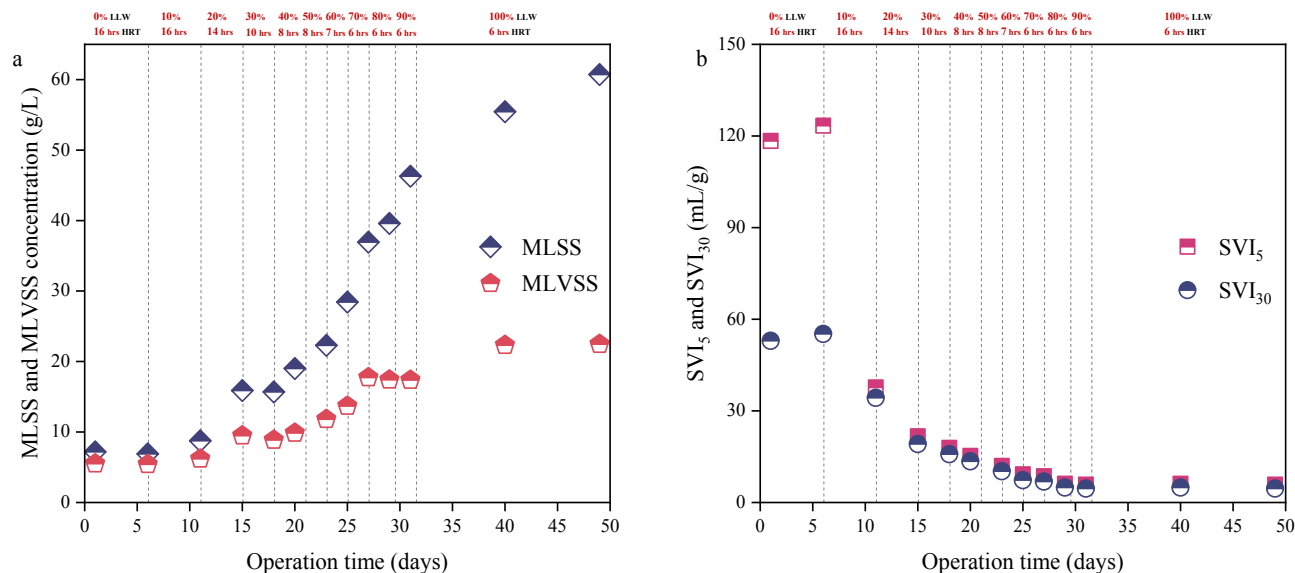 0% LLW 10% 20% 30% 40% 50% 60% 70% 80% 90% 100% LLW
16 hrs HRT 16 hrs 14 hrs 10 hrs 8 hrs 8 hrs 7 hrs 6 hrs 6 hrs 6 hrs 6 hrs HRT
a
MLSS and MLVSS concentration (g/L)
60
50
40
30
20
10
0
MLSS
MLVSS
0 5 10 15 20 25 30 35 40 45 50
Operation time (days)
0% LLW 10% 20% 30% 40% 50% 60% 70% 80% 90% 100% LLW
16 hrs HRT 16 hrs 14 hrs 10 hrs 8 hrs 8 hrs 7 hrs 6 hrs 6 hrs 6 hrs 6 hrs HRT
b
SVI₅ and SVI₃₀ (mL/g)
150
120
90
60
30
0
SVI₅
SVI₃₀
0 5 10 15 20 25 30 35 40 45 50
Operation time (days)